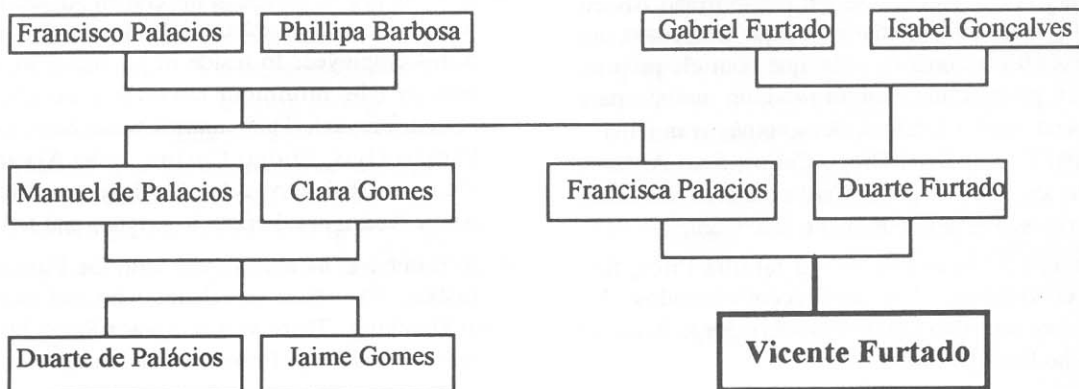 Francisco Palacios Phillipa Barbosa Gabriel Furtado Isabel Gonçalves
Manuel de Palacios Clara Gomes Francisca Palacios Duarte Furtado
Duarte de Palácios Jaime Gomes Vicente Furtado